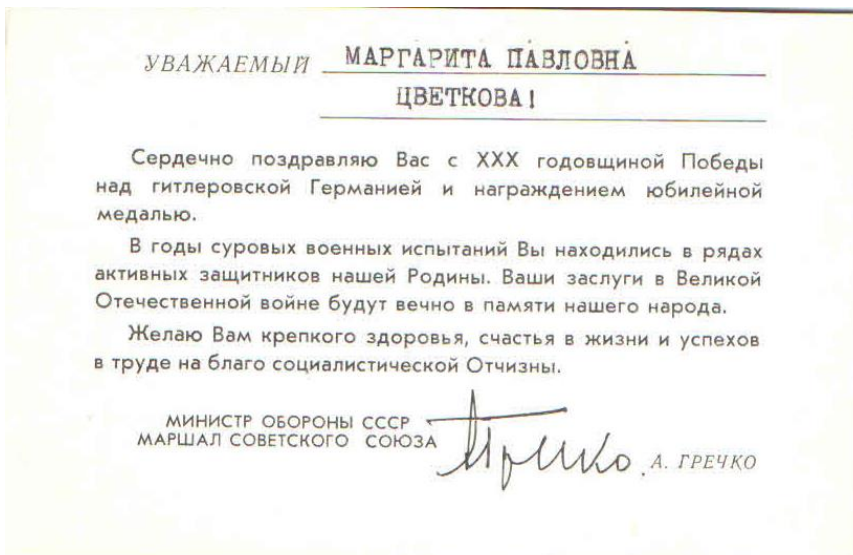 УВАЖАЕМЫЙ МАРГАРИТА ПАВЛОВНА
ЦВЕТКОВА!
Сердечно поздравляю Вас с XXX годовщиной Победы
над гитлеровской Германией и награждением юбилейной
медалью.
В годы суровых военных испытаний Вы находились в рядах
активных защитников нашей Родины. Ваши заслуги в Великой
Отечественной войне будут вечно в памяти нашего народа.
Желаю Вам крепкого здоровья, счастья в жизни и успехов
в труде на благо социалистической Отчизны.
МИНИСТР ОБОРОНЫ СССР
МАРШАЛ СОВЕТСКОГО СОЮЗА
Гречко
А. ГРЕЧКО